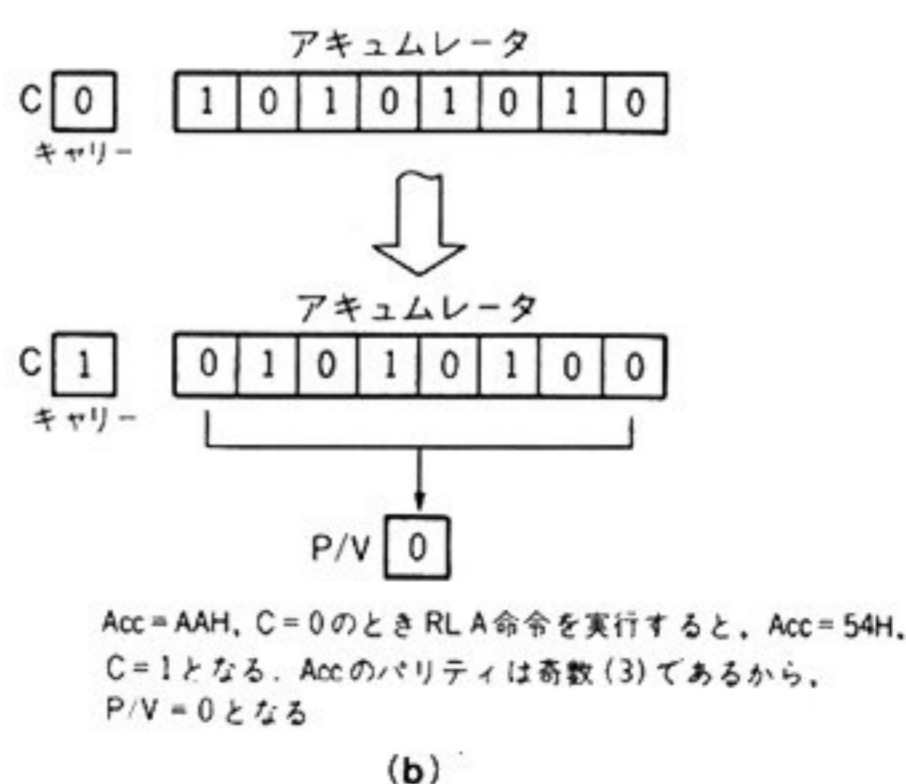 アキュムレータ
C 0 1 0 1 0 1 0 1 0
キャリー
アキュムレータ
C 1 0 1 0 1 0 1 0 0
キャリー
P/V 0
Acc=AAH, C=0のときRL A命令を実行すると, Acc=54H,
C=1となる. Accのパリティは奇数(3)であるから,
P/V=0となる
(b)